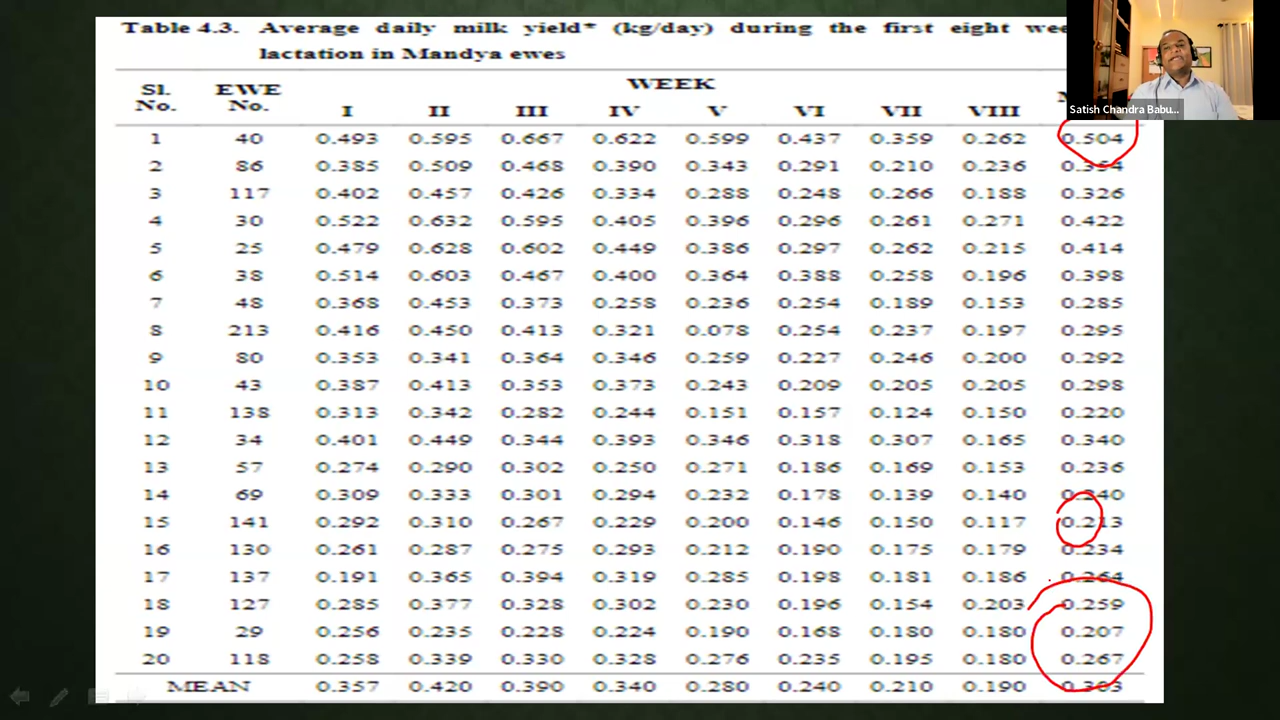 Table 4.3. Average daily milk yield* (kg/day) during the first eight
lactation in Mandya ewes
Satish Chandra Babu...
Sl. No. EWE No. WEEK
I II III IV V VI VII VIII
1 40 0.493 0.595 0.667 0.622 0.599 0.437 0.359 0.262 0.504
2 86 0.385 0.509 0.468 0.390 0.343 0.291 0.210 0.236 0.354
3 117 0.402 0.457 0.426 0.334 0.288 0.248 0.266 0.188 0.326
4 30 0.522 0.632 0.595 0.405 0.396 0.296 0.261 0.271 0.422
5 25 0.479 0.628 0.602 0.449 0.386 0.297 0.262 0.215 0.414
6 38 0.514 0.603 0.467 0.400 0.364 0.388 0.258 0.196 0.398
7 48 0.368 0.453 0.373 0.258 0.236 0.254 0.189 0.153 0.285
8 213 0.416 0.450 0.413 0.321 0.078 0.254 0.237 0.197 0.295
9 80 0.353 0.341 0.364 0.346 0.259 0.227 0.246 0.200 0.292
10 43 0.387 0.413 0.353 0.373 0.243 0.209 0.205 0.205 0.298
11 138 0.313 0.342 0.282 0.244 0.151 0.157 0.124 0.150 0.220
12 34 0.401 0.449 0.344 0.393 0.346 0.318 0.307 0.165 0.340
13 57 0.274 0.290 0.302 0.250 0.271 0.186 0.169 0.153 0.236
14 69 0.309 0.333 0.301 0.294 0.232 0.178 0.139 0.140 0.240
15 141 0.292 0.310 0.267 0.229 0.200 0.146 0.150 0.117 0.213
16 130 0.261 0.287 0.275 0.293 0.212 0.190 0.175 0.179 0.234
17 137 0.191 0.365 0.394 0.319 0.285 0.198 0.181 0.186 0.264
18 127 0.285 0.377 0.328 0.302 0.230 0.196 0.154 0.203 0.259
19 29 0.256 0.235 0.228 0.224 0.190 0.168 0.180 0.180 0.207
20 118 0.258 0.339 0.330 0.328 0.276 0.235 0.195 0.180 0.267
MEAN 0.357 0.420 0.390 0.340 0.280 0.240 0.210 0.190 0.303